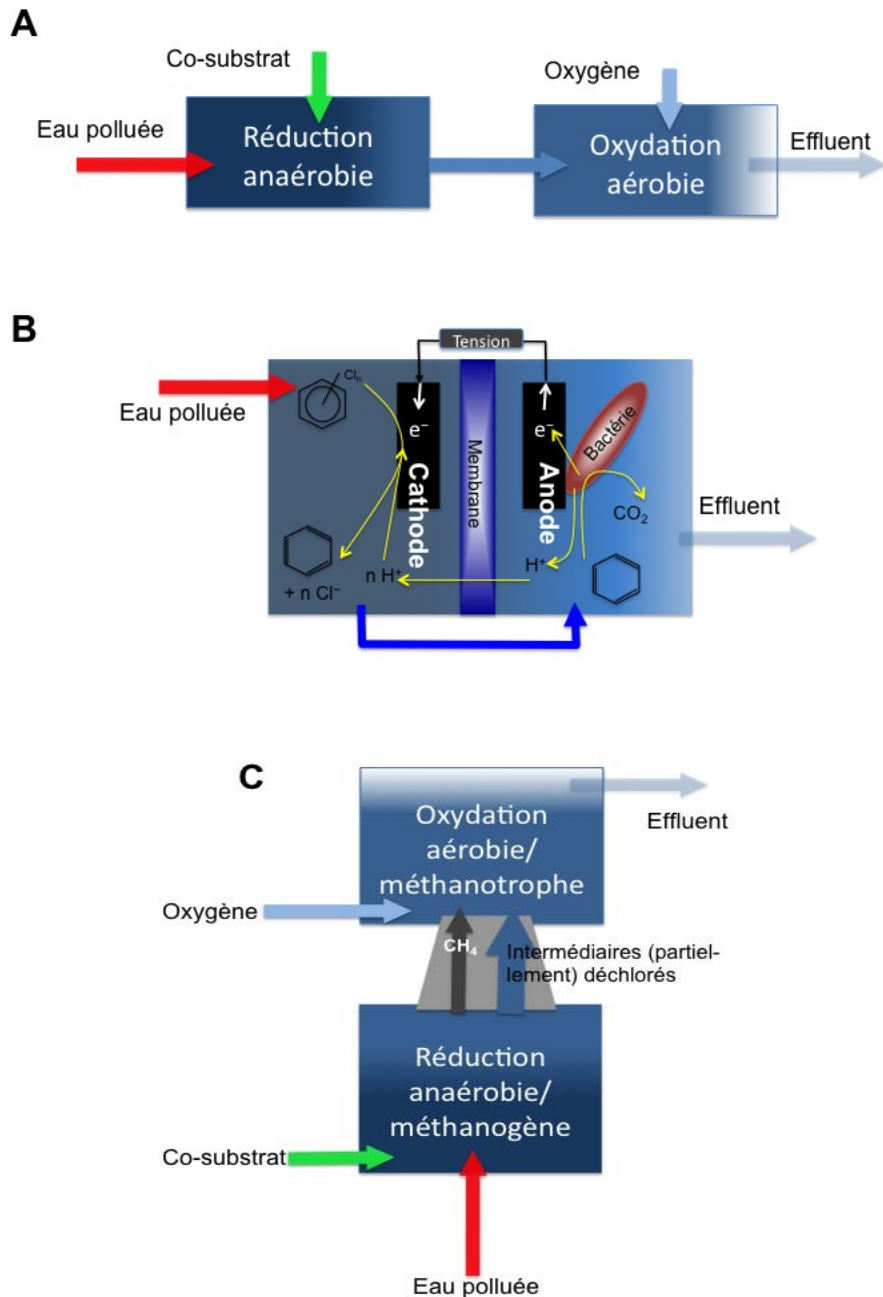 A
Co-substrat
Oxygène
Eau polluée
Réduction
anaérobie
Oxydation
aérobie
Effluent
B
Tension
Cln
Eau polluée
e−
Cathode
Membrane
e−
Anode
Bactérie
CO2
Effluent
+ n Cl−
n H+
H+
C
Oxydation
aérobie/
méthanotrophe
Effluent
Oxygène
CH4
Intermédiaires (partiel-
lement) déchlorés
Réduction
anaérobie/
méthanogène
Co-substrat
Eau polluée